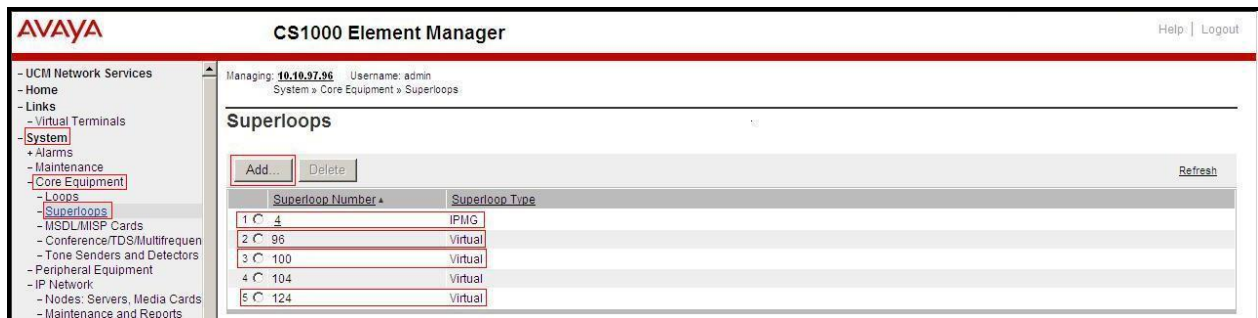 AVAYA
CS1000 Element Manager
Help | Logout
- UCM Network Services
- Home
- Links
- Virtual Terminals
- System
+ Alarms
- Maintenance
- Core Equipment
- Loops
- Superloops
- MSDL/MISP Cards
- Conference/TDS/Multifrequen
- Tone Senders and Detectors
- Peripheral Equipment
- IP Network
- Nodes: Servers, Media Cards
- Maintenance and Reports
Managing: 10.10.97.96 Username: admin
System » Core Equipment » Superloops
Superloops
Add... Delete
Refresh
Superloop Number Superloop Type
1 4 IPMG
2 96 Virtual
3 100 Virtual
4 104 Virtual
5 124 Virtual